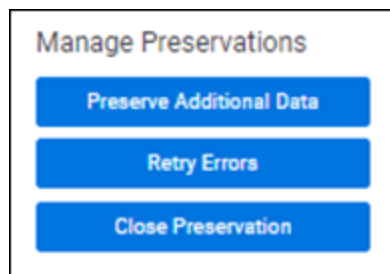 Manage Preservations
Preserve Additional Data
Retry Errors
Close Preservation